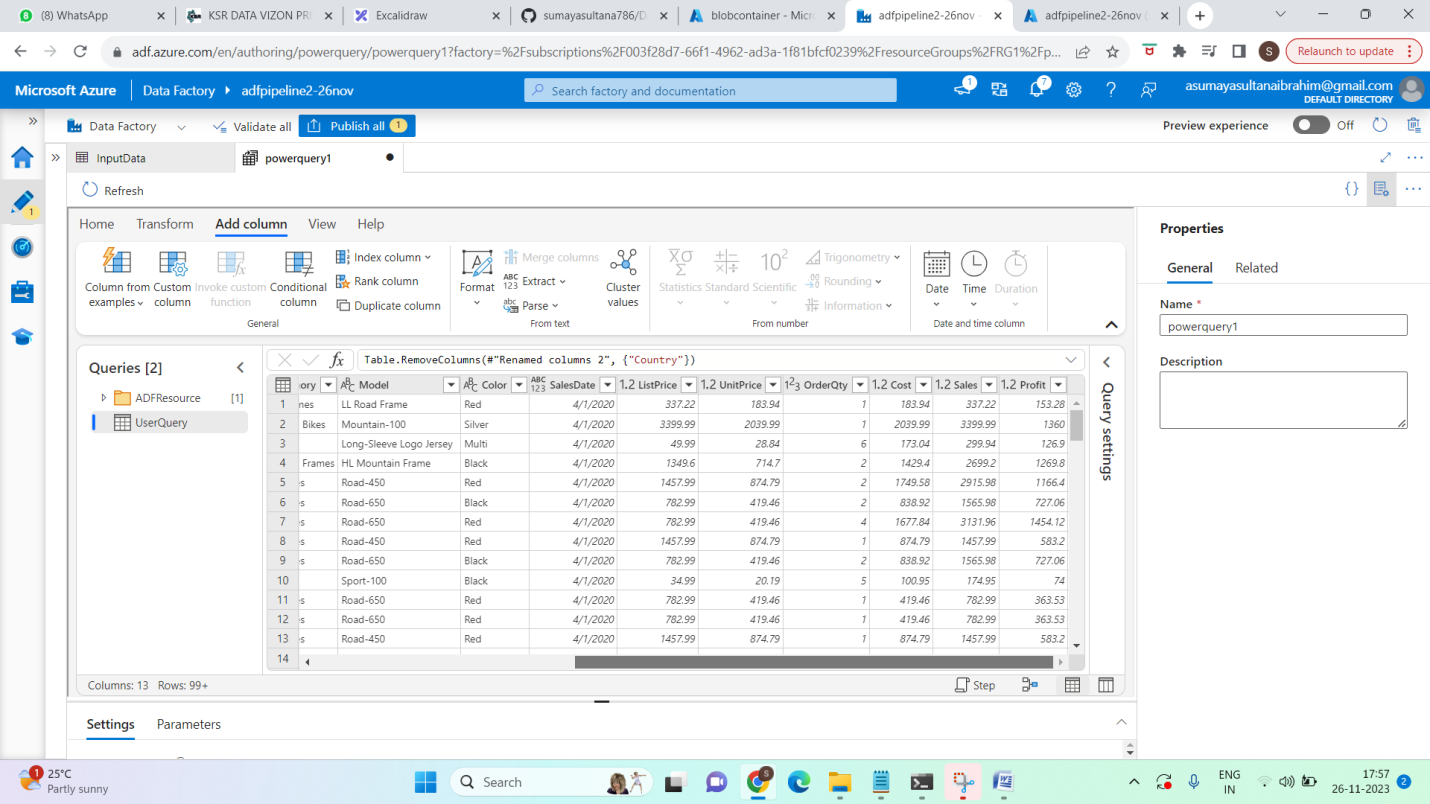 (8) WhatsApp
KSR DATA VIZON PR
Excalidraw
sumayasultana786/D
blobcontainer - Micr
adfpipeline2-26nov -
adfpipeline2-26nov (
adf.azure.com/en/authoring/powerquery/powerquery1?factory=%2Fsubscriptions%2F003f28d7-66f1-4962-ad3a-1f81bfcf0239%2FresourceGroups%2FRG1%2Fp...
S
Relaunch to update
Microsoft Azure
Data Factory
adfpipeline2-26nov
Search factory and documentation
1
7
asumayasultanaibrahim@gmail.com
DEFAULT DIRECTORY
Data Factory
Validate all
Publish all 1
Preview experience
Off
InputData
powerquery1
Refresh
Home Transform Add column View Help
Column from examples
Custom column
Invoke custom function
Conditional column
Index column
Rank column
Duplicate column
General
Format
Merge columns
Extract
Parse
Cluster values
From text
Statistics
Standard
Scientific
Trigonometry
Rounding
Information
From number
Date
Time
Duration
Date and time column
Queries [2]
ADFResource [1]
UserQuery
fx Table.RemoveColumns(#"Renamed columns 2", {"Country"})
ory Model Color SalesDate ListPrice UnitPrice OrderQty Cost Sales Profit
1 nes LL Road Frame Red 4/1/2020 337.22 183.94 1 183.94 337.22 153.28
2 Bikes Mountain-100 Silver 4/1/2020 3399.99 2039.99 1 2039.99 3399.99 1360
3 Long-Sleeve Logo Jersey Multi 4/1/2020 49.99 28.84 6 173.04 299.94 126.9
4 Frames HL Mountain Frame Black 4/1/2020 1349.6 714.7 2 1429.4 2699.2 1269.8
5 s Road-450 Red 4/1/2020 1457.99 874.79 2 1749.58 2915.98 1166.4
6 s Road-650 Black 4/1/2020 782.99 419.46 2 838.92 1565.98 727.06
7 s Road-650 Red 4/1/2020 782.99 419.46 4 1677.84 3131.96 1454.12
8 s Road-450 Red 4/1/2020 1457.99 874.79 1 874.79 1457.99 583.2
9 s Road-650 Black 4/1/2020 782.99 419.46 2 838.92 1565.98 727.06
10 Sport-100 Black 4/1/2020 34.99 20.19 5 100.95 174.95 74
11 s Road-650 Red 4/1/2020 782.99 419.46 1 419.46 782.99 363.53
12 s Road-650 Red 4/1/2020 782.99 419.46 1 419.46 782.99 363.53
13 s Road-450 Red 4/1/2020 1457.99 874.79 1 874.79 1457.99 583.2
14
Query settings
Columns: 13 Rows: 99+
Step
Settings Parameters
Properties
General Related
Name *
powerquery1
Description
1
25°C
Partly sunny
Search
ENG
IN
17:57
26-11-2023
2